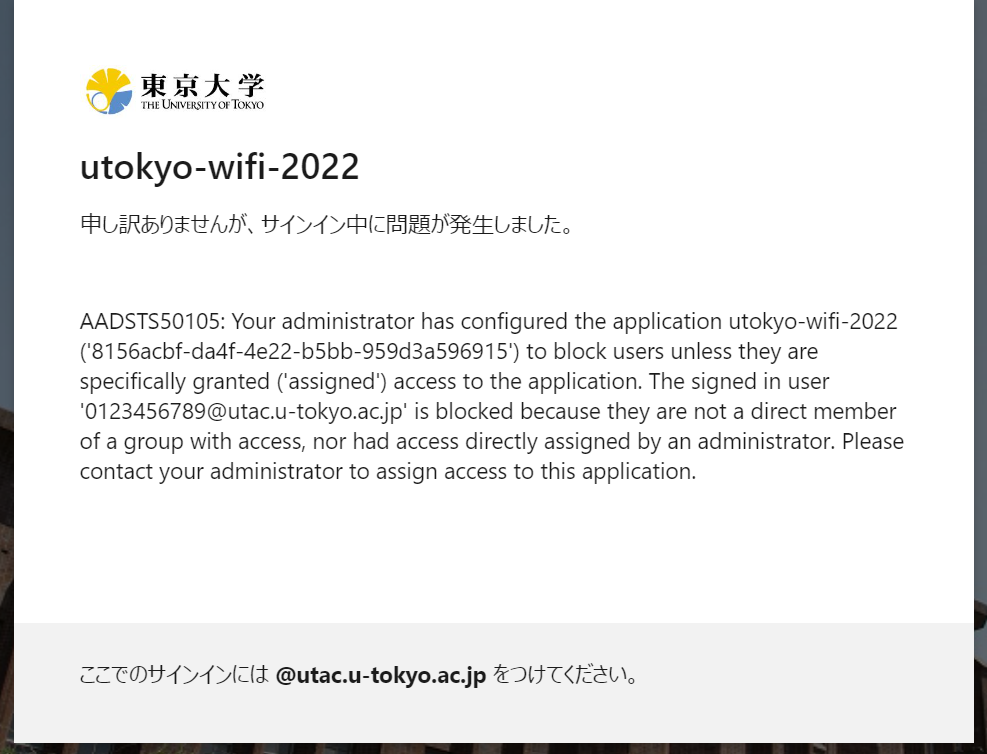 東京大学
THE UNIVERSITY OF TOKYO
utokyo-wifi-2022
申し訳ありませんが、サインイン中に問題が発生しました。
AADSTS50105: Your administrator has configured the application utokyo-wifi-2022
('8156acbf-da4f-4e22-b5bb-959d3a596915') to block users unless they are
specifically granted ('assigned') access to the application. The signed in user
'0123456789@utac.u-tokyo.ac.jp' is blocked because they are not a direct member
of a group with access, nor had access directly assigned by an administrator. Please
contact your administrator to assign access to this application.
ここでのサインインには @utac.u-tokyo.ac.jp をつけてください。